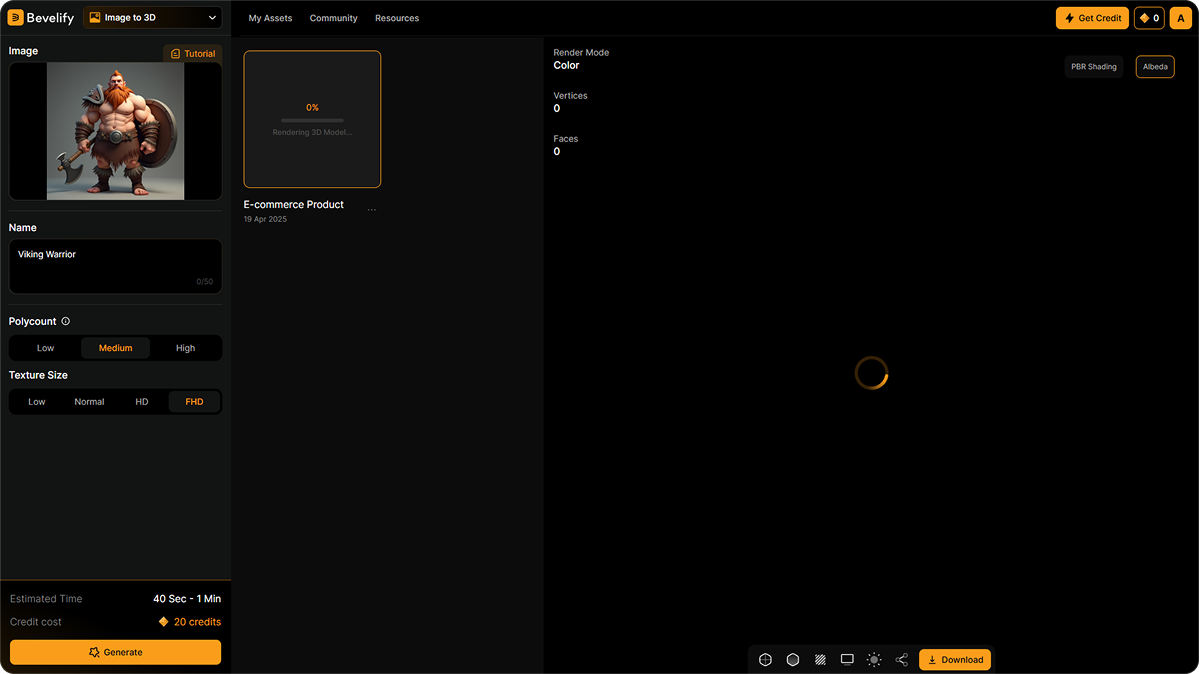 Bevelify
Image to 3D
My Assets
Community
Resources
Get Credit
0
A
Image
Tutorial
Name
Viking Warrior
0/50
Polycount
Low
Medium
High
Texture Size
Low
Normal
HD
FHD
Estimated Time
40 Sec - 1 Min
Credit cost
20 credits
Generate
0%
Rendering 3D Model...
E-commerce Product
...
19 Apr 2025
Render Mode
Color
Vertices
0
Faces
0
PBR Shading
Albeda
Download